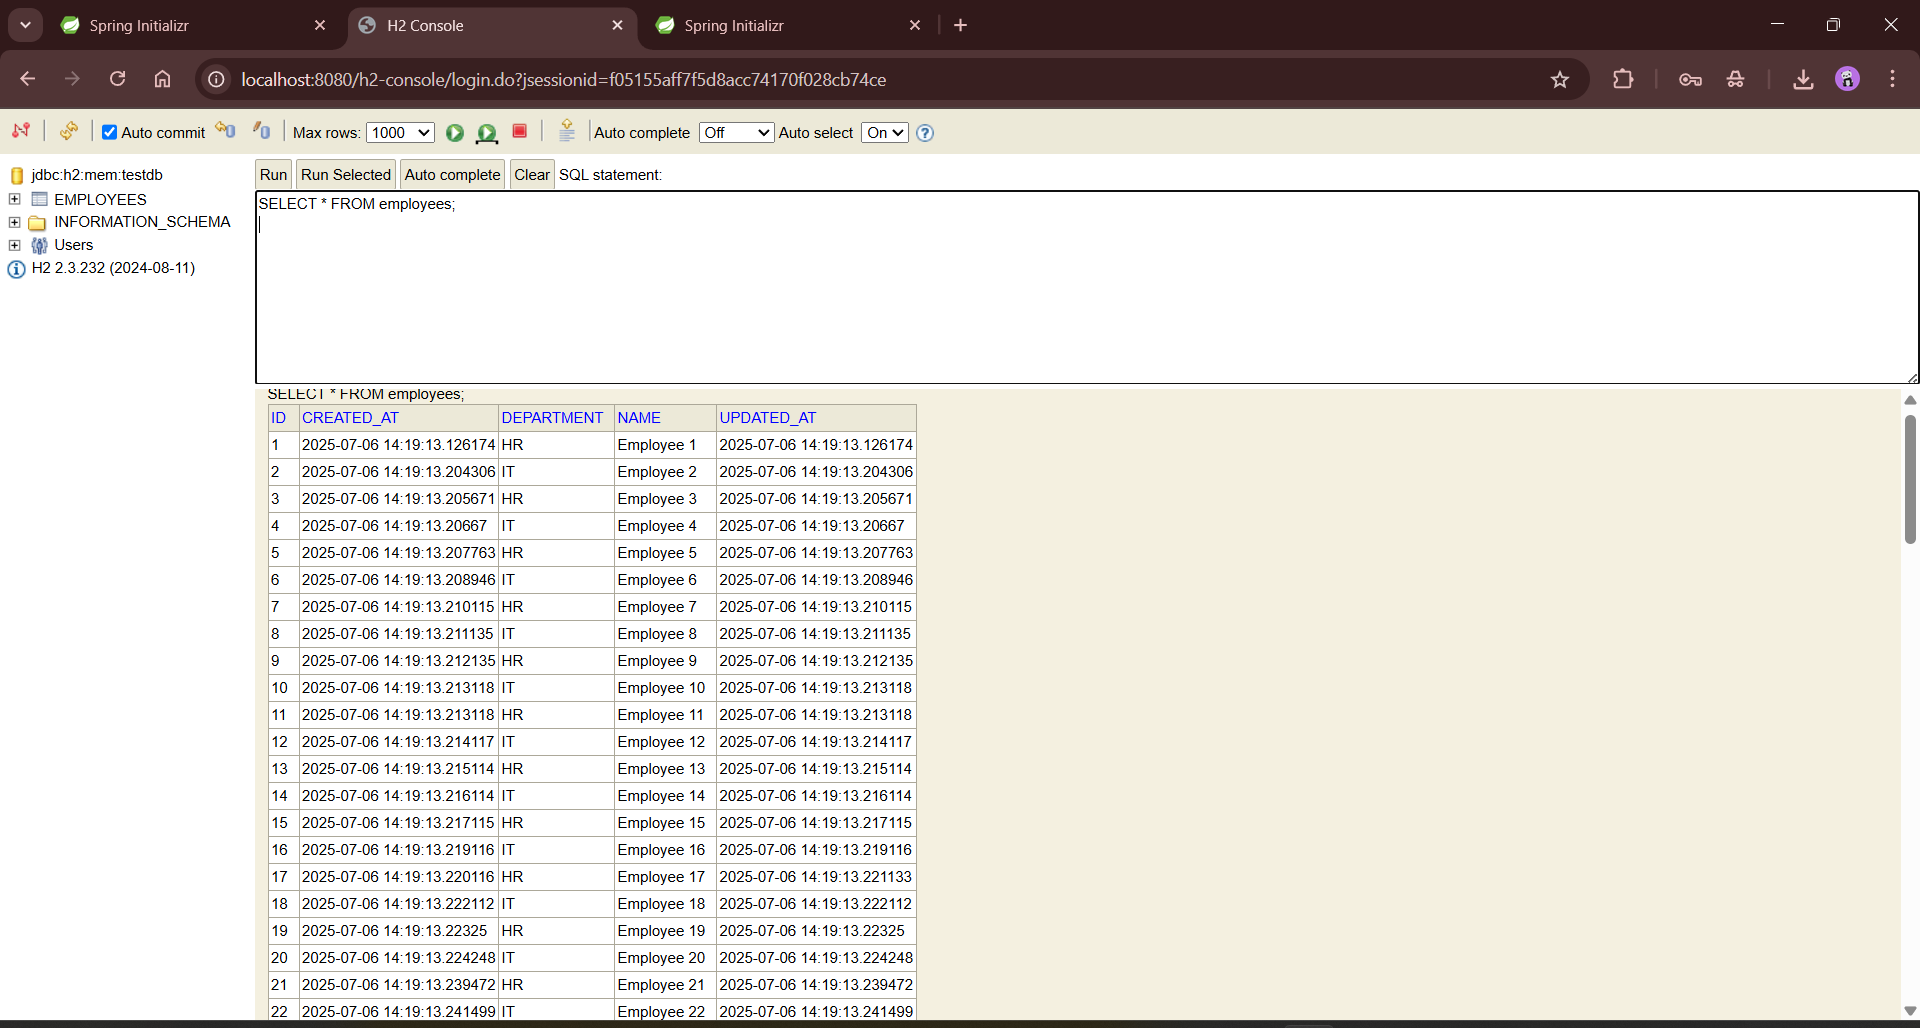 Spring Initializr
H2 Console
Spring Initializr
localhost:8080/h2-console/login.do?jsessionid=f05155aff7f5d8acc74170f028cb74ce
Auto commit Max rows: 1000 Auto complete Off Auto select On
jdbc:h2:mem:testdb
EMPLOYEES
INFORMATION_SCHEMA
Users
H2 2.3.232 (2024-08-11)
Run Run Selected Auto complete Clear SQL statement:
SELECT * FROM employees;
SELECT * FROM employees;
ID CREATED_AT DEPARTMENT NAME UPDATED_AT
1 2025-07-06 14:19:13.126174 HR Employee 1 2025-07-06 14:19:13.126174
2 2025-07-06 14:19:13.204306 IT Employee 2 2025-07-06 14:19:13.204306
3 2025-07-06 14:19:13.205671 HR Employee 3 2025-07-06 14:19:13.205671
4 2025-07-06 14:19:13.20667 IT Employee 4 2025-07-06 14:19:13.20667
5 2025-07-06 14:19:13.207763 HR Employee 5 2025-07-06 14:19:13.207763
6 2025-07-06 14:19:13.208946 IT Employee 6 2025-07-06 14:19:13.208946
7 2025-07-06 14:19:13.210115 HR Employee 7 2025-07-06 14:19:13.210115
8 2025-07-06 14:19:13.211135 IT Employee 8 2025-07-06 14:19:13.211135
9 2025-07-06 14:19:13.212135 HR Employee 9 2025-07-06 14:19:13.212135
10 2025-07-06 14:19:13.213118 IT Employee 10 2025-07-06 14:19:13.213118
11 2025-07-06 14:19:13.213118 HR Employee 11 2025-07-06 14:19:13.213118
12 2025-07-06 14:19:13.214117 IT Employee 12 2025-07-06 14:19:13.214117
13 2025-07-06 14:19:13.215114 HR Employee 13 2025-07-06 14:19:13.215114
14 2025-07-06 14:19:13.216114 IT Employee 14 2025-07-06 14:19:13.216114
15 2025-07-06 14:19:13.217115 HR Employee 15 2025-07-06 14:19:13.217115
16 2025-07-06 14:19:13.219116 IT Employee 16 2025-07-06 14:19:13.219116
17 2025-07-06 14:19:13.220116 HR Employee 17 2025-07-06 14:19:13.221133
18 2025-07-06 14:19:13.222112 IT Employee 18 2025-07-06 14:19:13.222112
19 2025-07-06 14:19:13.22325 HR Employee 19 2025-07-06 14:19:13.22325
20 2025-07-06 14:19:13.224248 IT Employee 20 2025-07-06 14:19:13.224248
21 2025-07-06 14:19:13.239472 HR Employee 21 2025-07-06 14:19:13.239472
22 2025-07-06 14:19:13.241499 IT Employee 22 2025-07-06 14:19:13.241499